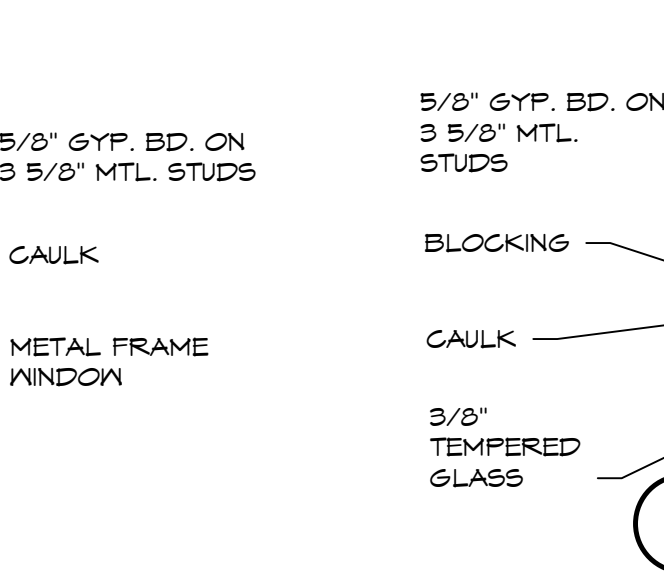 5/8" GYP. BD. ON
3 5/8" MTL. STUDS
CAULK
METAL FRAME
WINDOW
5/8" GYP. BD. ON
3 5/8" MTL.
STUDS
BLOCKING
CAULK
3/8"
TEMPERED
GLASS